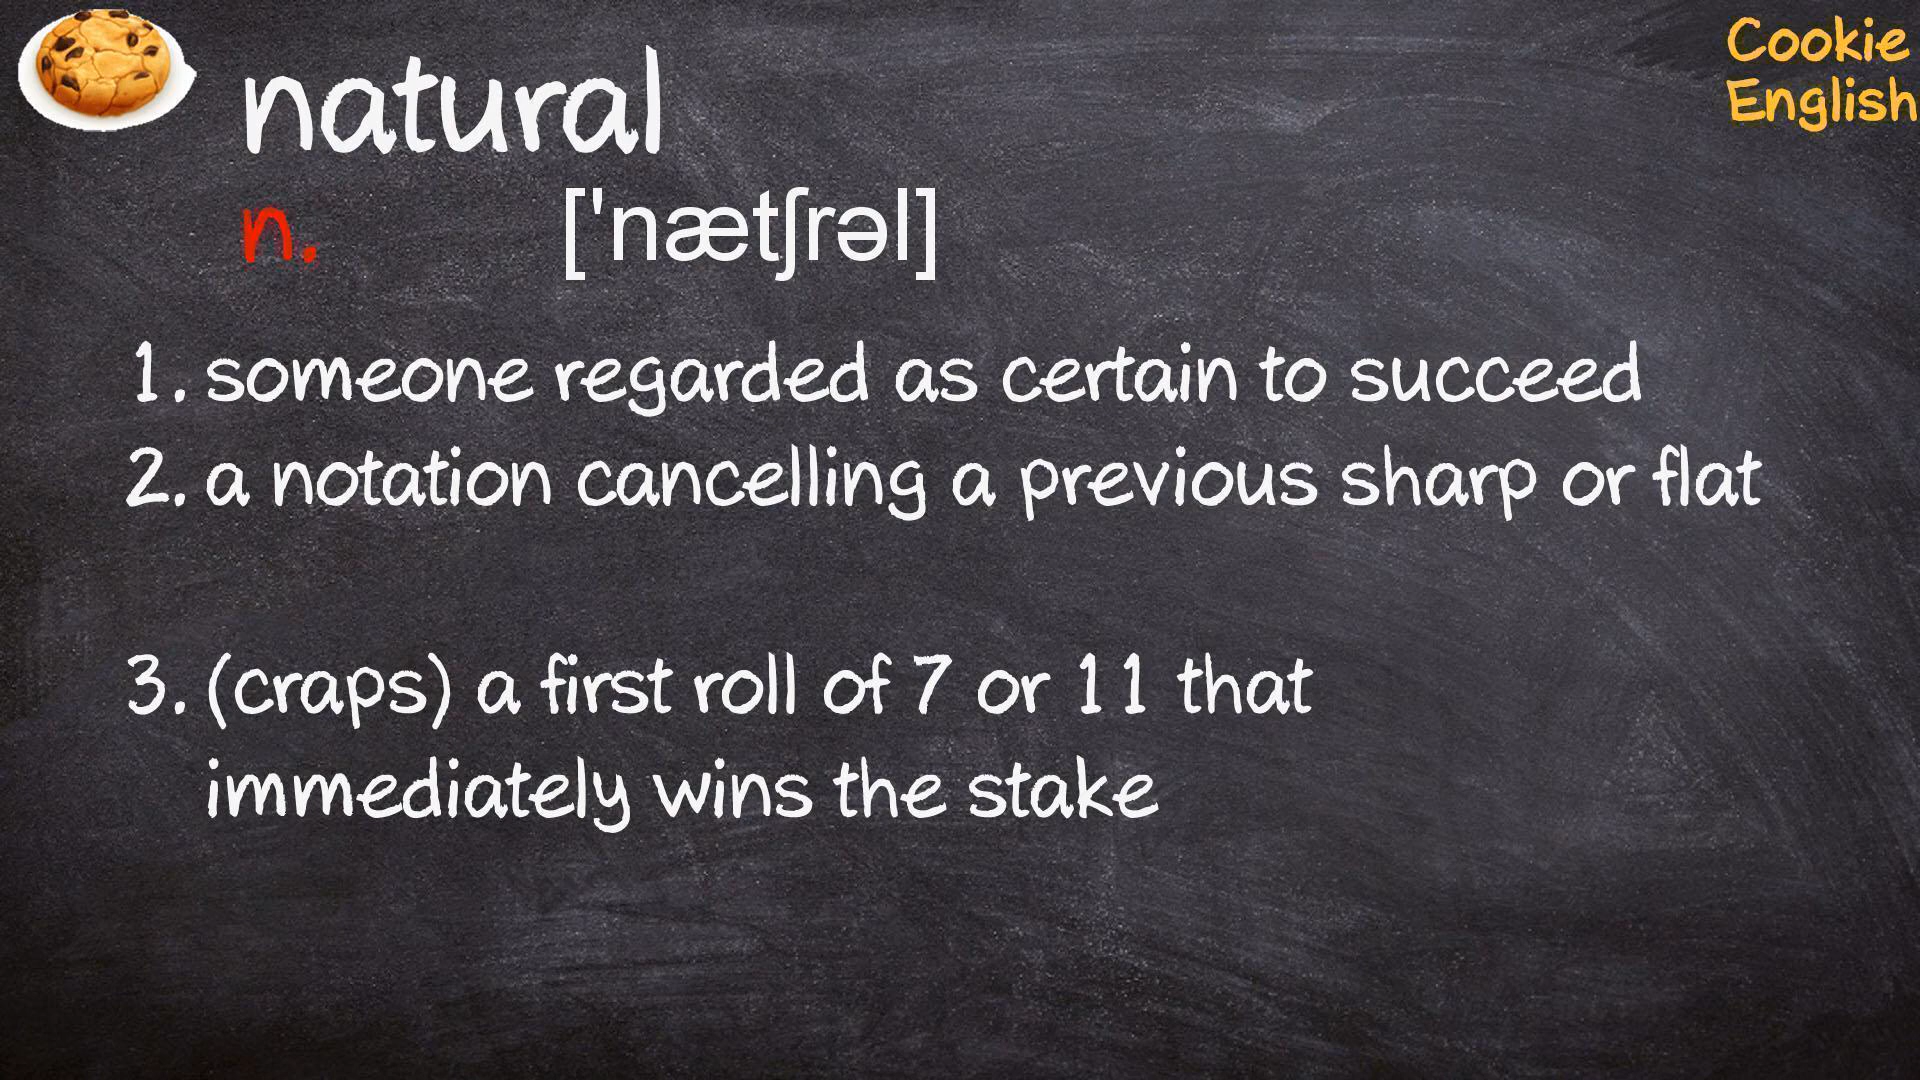 natural
Cookie
English
n. ['nætʃrəl]
1. someone regarded as certain to succeed
2. a notation cancelling a previous sharp or flat
3. (craps) a first roll of 7 or 11 that
immediately wins the stake